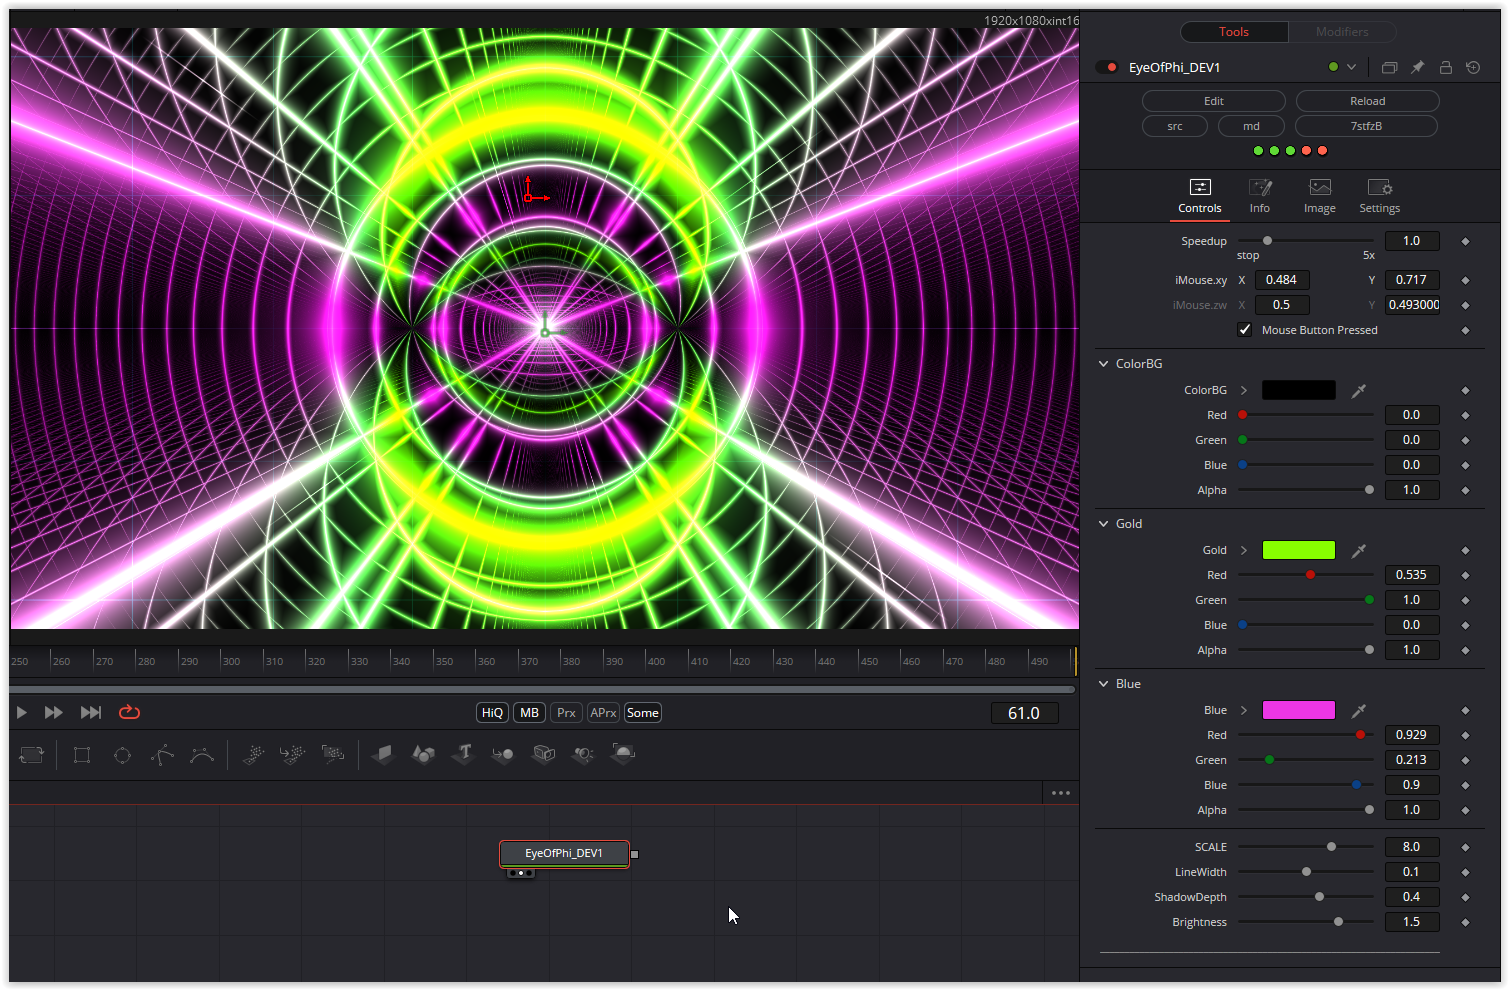 1920x1080xint16
250 260 270 280 290 300 310 320 330 340 350 360 370 380 390 400 410 420 430 440 450 460 470 480 490
HiQ MB Prx APrx Some 61.0
EyeOfPhi_DEV1
Tools Modifiers
EyeOfPhi_DEV1
Edit Reload
src md 7stfzB
Controls Info Image Settings
Speedup 1.0
stop 5x
iMouse.xy X 0.484 Y 0.717
iMouse.zw X 0.5 Y 0.493000
Mouse Button Pressed
ColorBG
ColorBG
Red 0.0
Green 0.0
Blue 0.0
Alpha 1.0
Gold
Gold
Red 0.535
Green 1.0
Blue 0.0
Alpha 1.0
Blue
Blue
Red 0.929
Green 0.213
Blue 0.9
Alpha 1.0
SCALE 8.0
LineWidth 0.1
ShadowDepth 0.4
Brightness 1.5